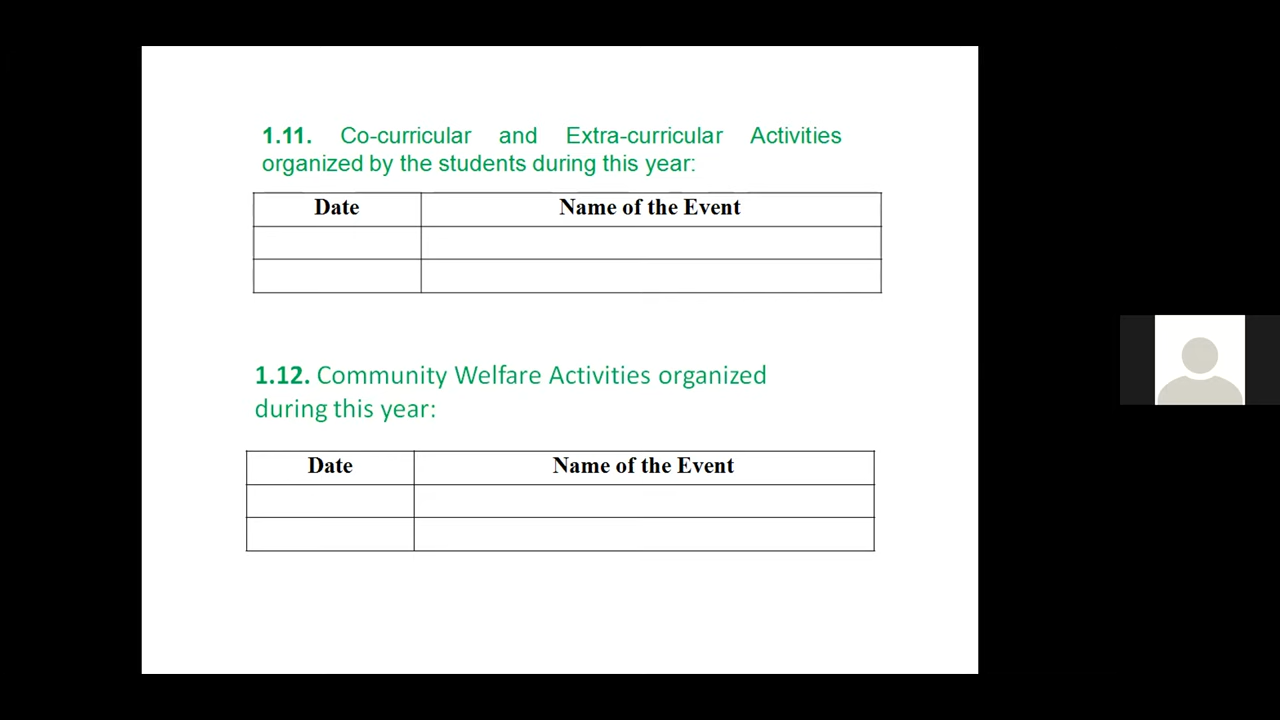 1.11. Co-curricular and Extra-curricular Activities
organized by the students during this year:
Date Name of the Event
1.12. Community Welfare Activities organized
during this year:
Date Name of the Event